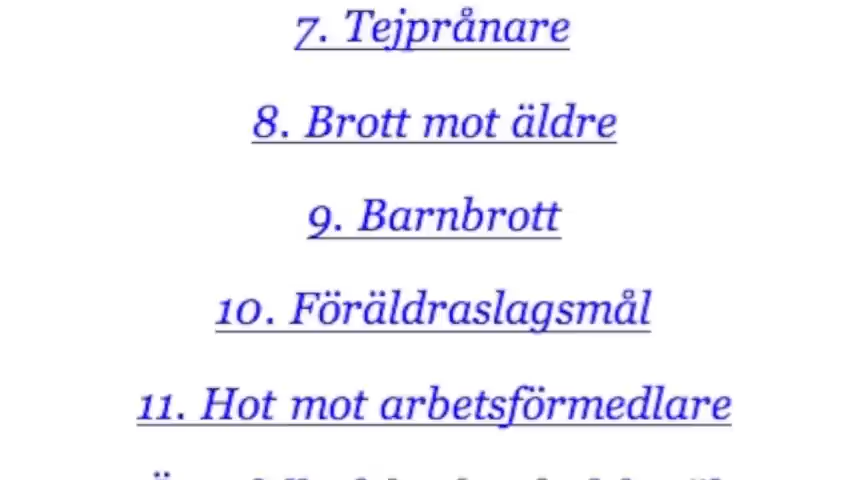 7. Tejprånare
8. Brott mot äldre
9. Barnbrott
10. Föräldraslagsmål
11. Hot mot arbetsförmedlare